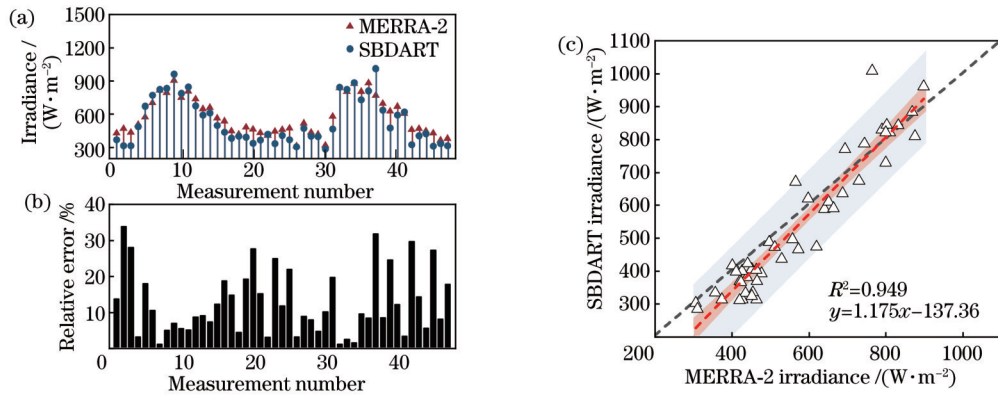 (a)
1500
1200
900
600
300
Irradiance /
(W·m−2)
MERRA-2
SBDART
0
10
20
30
40
Measurement number
(b)
40
30
20
10
Relative error /%
0
10
20
30
40
Measurement number
(c)
1100
1000
900
800
700
600
500
400
300
SBDART irradiance /(W·m−2)
R2=0.949
y=1.175x−137.36
200
400
600
800
1000
MERRA-2 irradiance /(W·m−2)